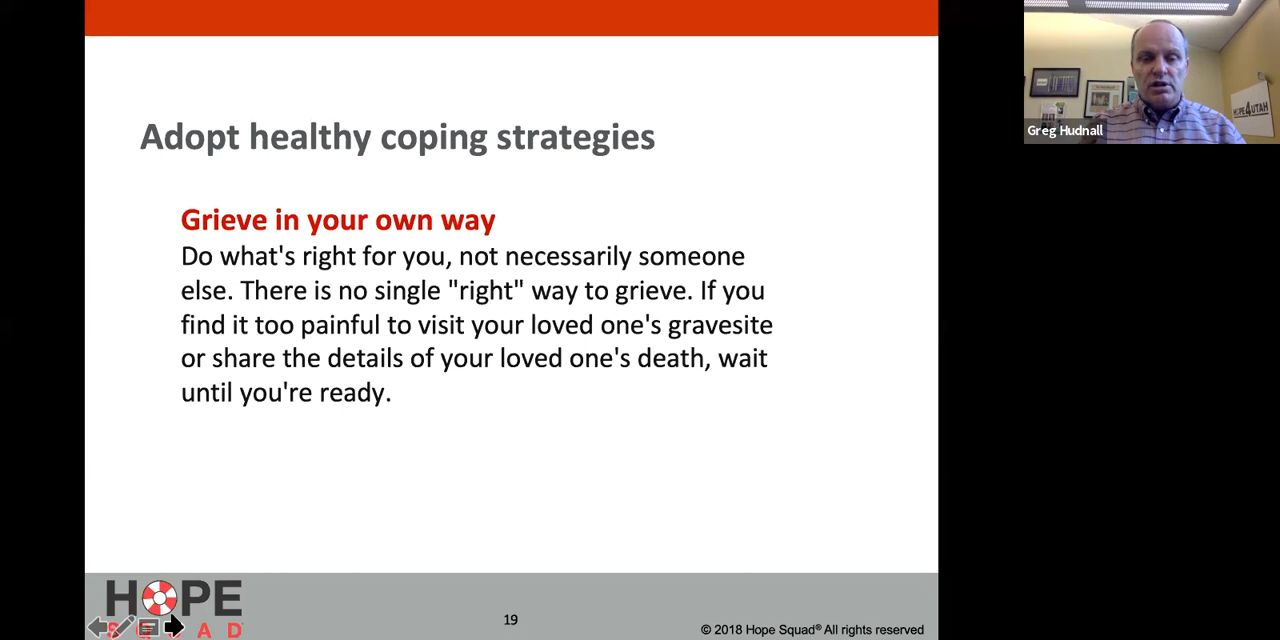 Adopt healthy coping strategies
Grieve in your own way
Do what's right for you, not necessarily someone
else. There is no single "right" way to grieve. If you
find it too painful to visit your loved one's gravesite
or share the details of your loved one's death, wait
until you're ready.
HOPE
19
© 2018 Hope Squad® All rights reserved
Greg Hudnall
HOPE4UTAH